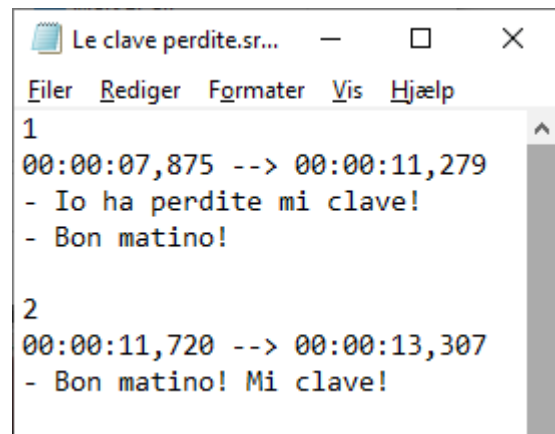 Le clave perdite.sr...
Filer Rediger Formater Vis Hjælp
1
00:00:07,875 --> 00:00:11,279
- Io ha perdite mi clave!
- Bon matino!
2
00:00:11,720 --> 00:00:13,307
- Bon matino! Mi clave!